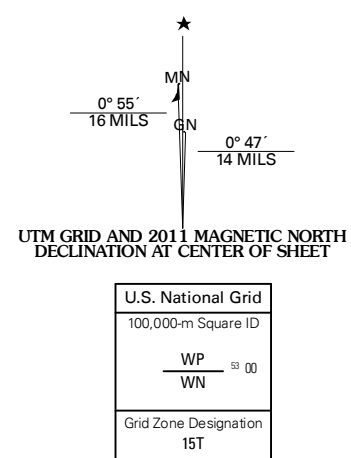 MN
0° 55´
16 MILS
GN
0° 47´
14 MILS
UTM GRID AND 2011 MAGNETIC NORTH
DECLINATION AT CENTER OF SHEET
U.S. National Grid
100,000-m Square ID
WP
53 00
WN
Grid Zone Designation
15T